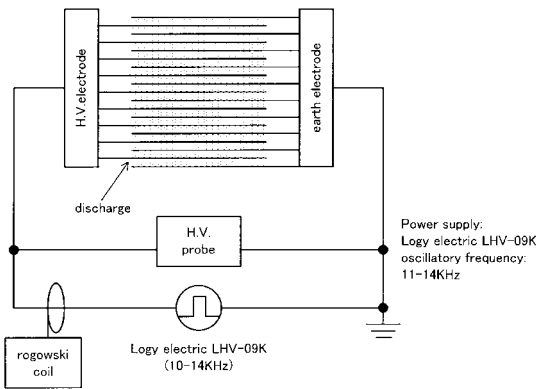 H.V.electrode
earth electrode
discharge
H.V.
probe
Power supply:
Logy electric LHV-09K
oscillatory frequency:
11-14KHz
rogowski
coil
Logy electric LHV-09K
(10-14KHz)